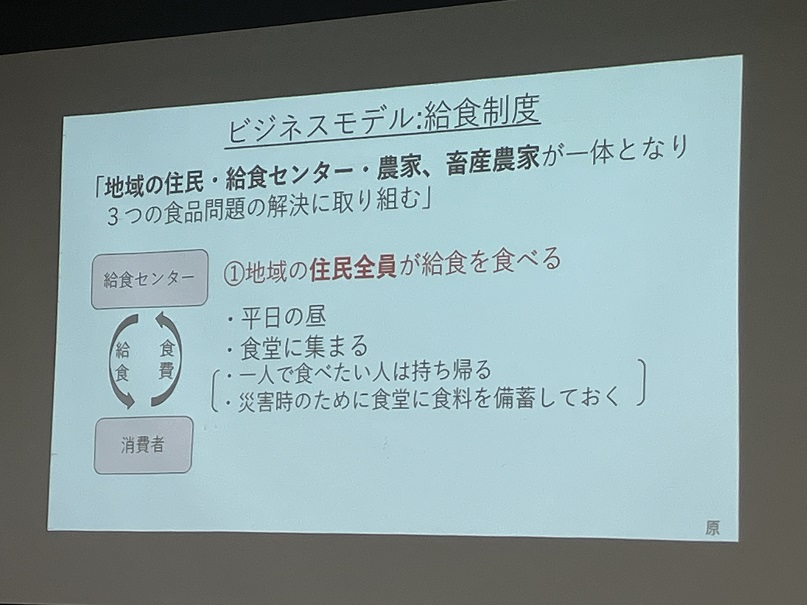 ビジネスモデル:給食制度
「地域の住民・給食センター・農家、畜産農家が一体となり
３つの食品問題の解決に取り組む」
給食センター
給食
食費
消費者
①地域の住民全員が給食を食べる
・平日の昼
・食堂に集まる
・一人で食べたい人は持ち帰る
・災害時のために食堂に食料を備蓄しておく
原